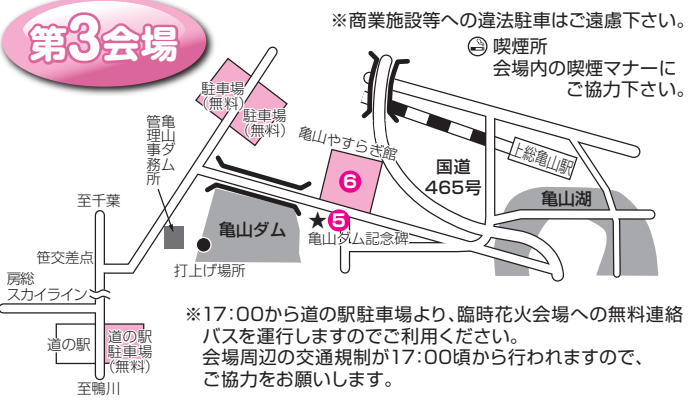 第3会場
※商業施設等への違法駐車はご遠慮下さい。
喫煙所
会場内の喫煙マナーに
ご協力下さい。
駐車場
(無料)
駐車場
(無料)
亀山やすらぎ館
6
国道
465号
上総亀山駅
亀山湖
亀山ダム
管理事務所
至千葉
亀山ダム
★5
亀山ダム記念碑
笹交差点
打上げ場所
房総
スカイライン
道の駅
道の駅
駐車場
(無料)
至鴨川
※17:00から道の駅駐車場より、臨時花火会場への無料連絡
バスを運行しますのでご利用ください。
会場周辺の交通規制が17:00頃から行われますので、
ご協力をお願いします。